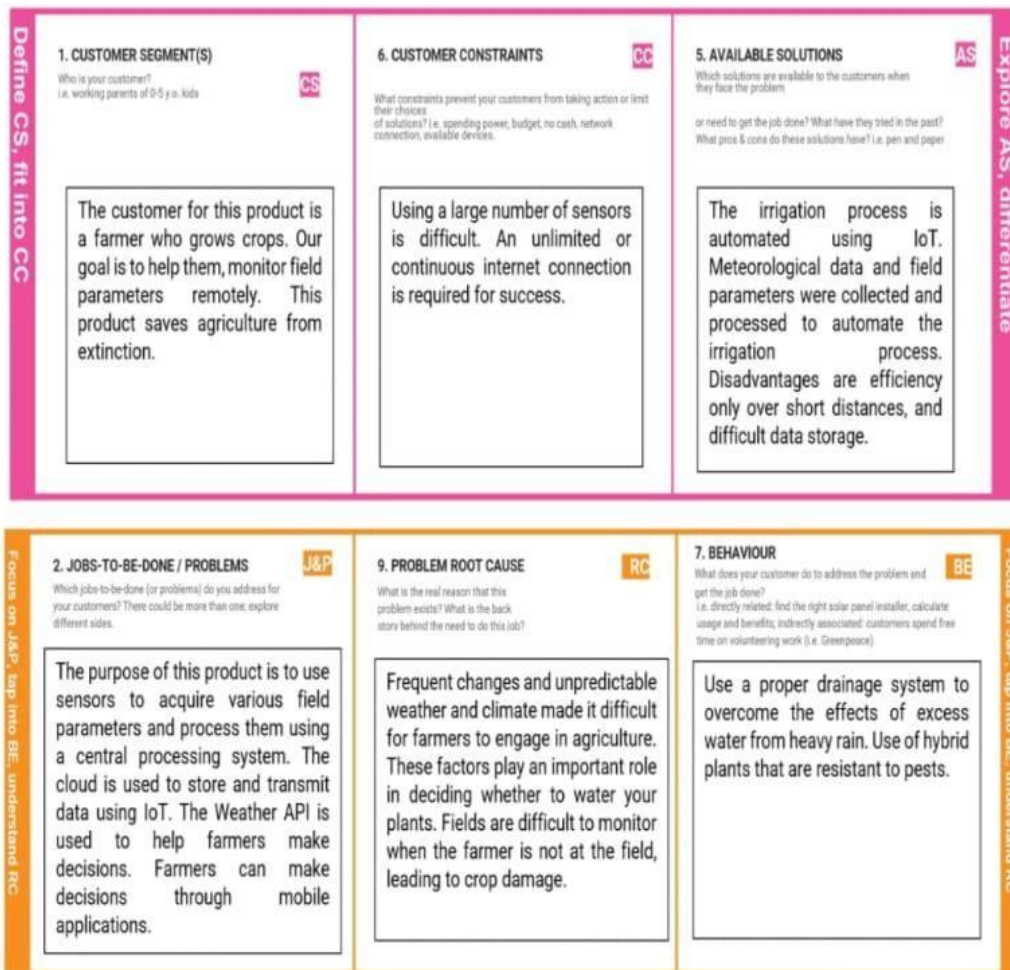 Define CS, fit into CC
1. CUSTOMER SEGMENT(S)
Who is your customer?
i.e. working parents of 0-5 y.o. kids
CS
The customer for this product is
a farmer who grows crops. Our
goal is to help them, monitor field
parameters remotely. This
product saves agriculture from
extinction.
6. CUSTOMER CONSTRAINTS
CC
What constraints prevent your customers from taking action or limit
their choices
of solutions? i.e. spending power, budget, no cash, network
connection, available devices.
Using a large number of sensors
is difficult. An unlimited or
continuous internet connection
is required for success.
5. AVAILABLE SOLUTIONS
AS
Which solutions are available to the customers when
they face the problem
or need to get the job done? What have they tried in the past?
What pros & cons do these solutions have? i.e. pen and paper
The irrigation process is
automated using IoT.
Meteorological data and field
parameters were collected and
processed to automate the
irrigation process.
Disadvantages are efficiency
only over short distances, and
difficult data storage.
Explore AS, differentiate
Focus on J&P, tap into BE, understand RC
2. JOBS-TO-BE-DONE / PROBLEMS
J&P
Which jobs-to-be-done (or problems) do you address for
your customers? There could be more than one; explore
different sides.
The purpose of this product is to use
sensors to acquire various field
parameters and process them using
a central processing system. The
cloud is used to store and transmit
data using IoT. The Weather API is
used to help farmers make
decisions. Farmers can make
decisions through mobile
applications.
9. PROBLEM ROOT CAUSE
RC
What is the real reason that this
problem exists? What is the back
story behind the need to do this job?
Frequent changes and unpredictable
weather and climate made it difficult
for farmers to engage in agriculture.
These factors play an important role
in deciding whether to water your
plants. Fields are difficult to monitor
when the farmer is not at the field,
leading to crop damage.
7. BEHAVIOUR
BE
What does your customer do to address the problem and
get the job done?
i.e. directly related: find the right solar panel installer, calculate
usage and benefits; indirectly associated: customers spend free
time on volunteering work (i.e. Greenpeace)
Use a proper drainage system to
overcome the effects of excess
water from heavy rain. Use of hybrid
plants that are resistant to pests.